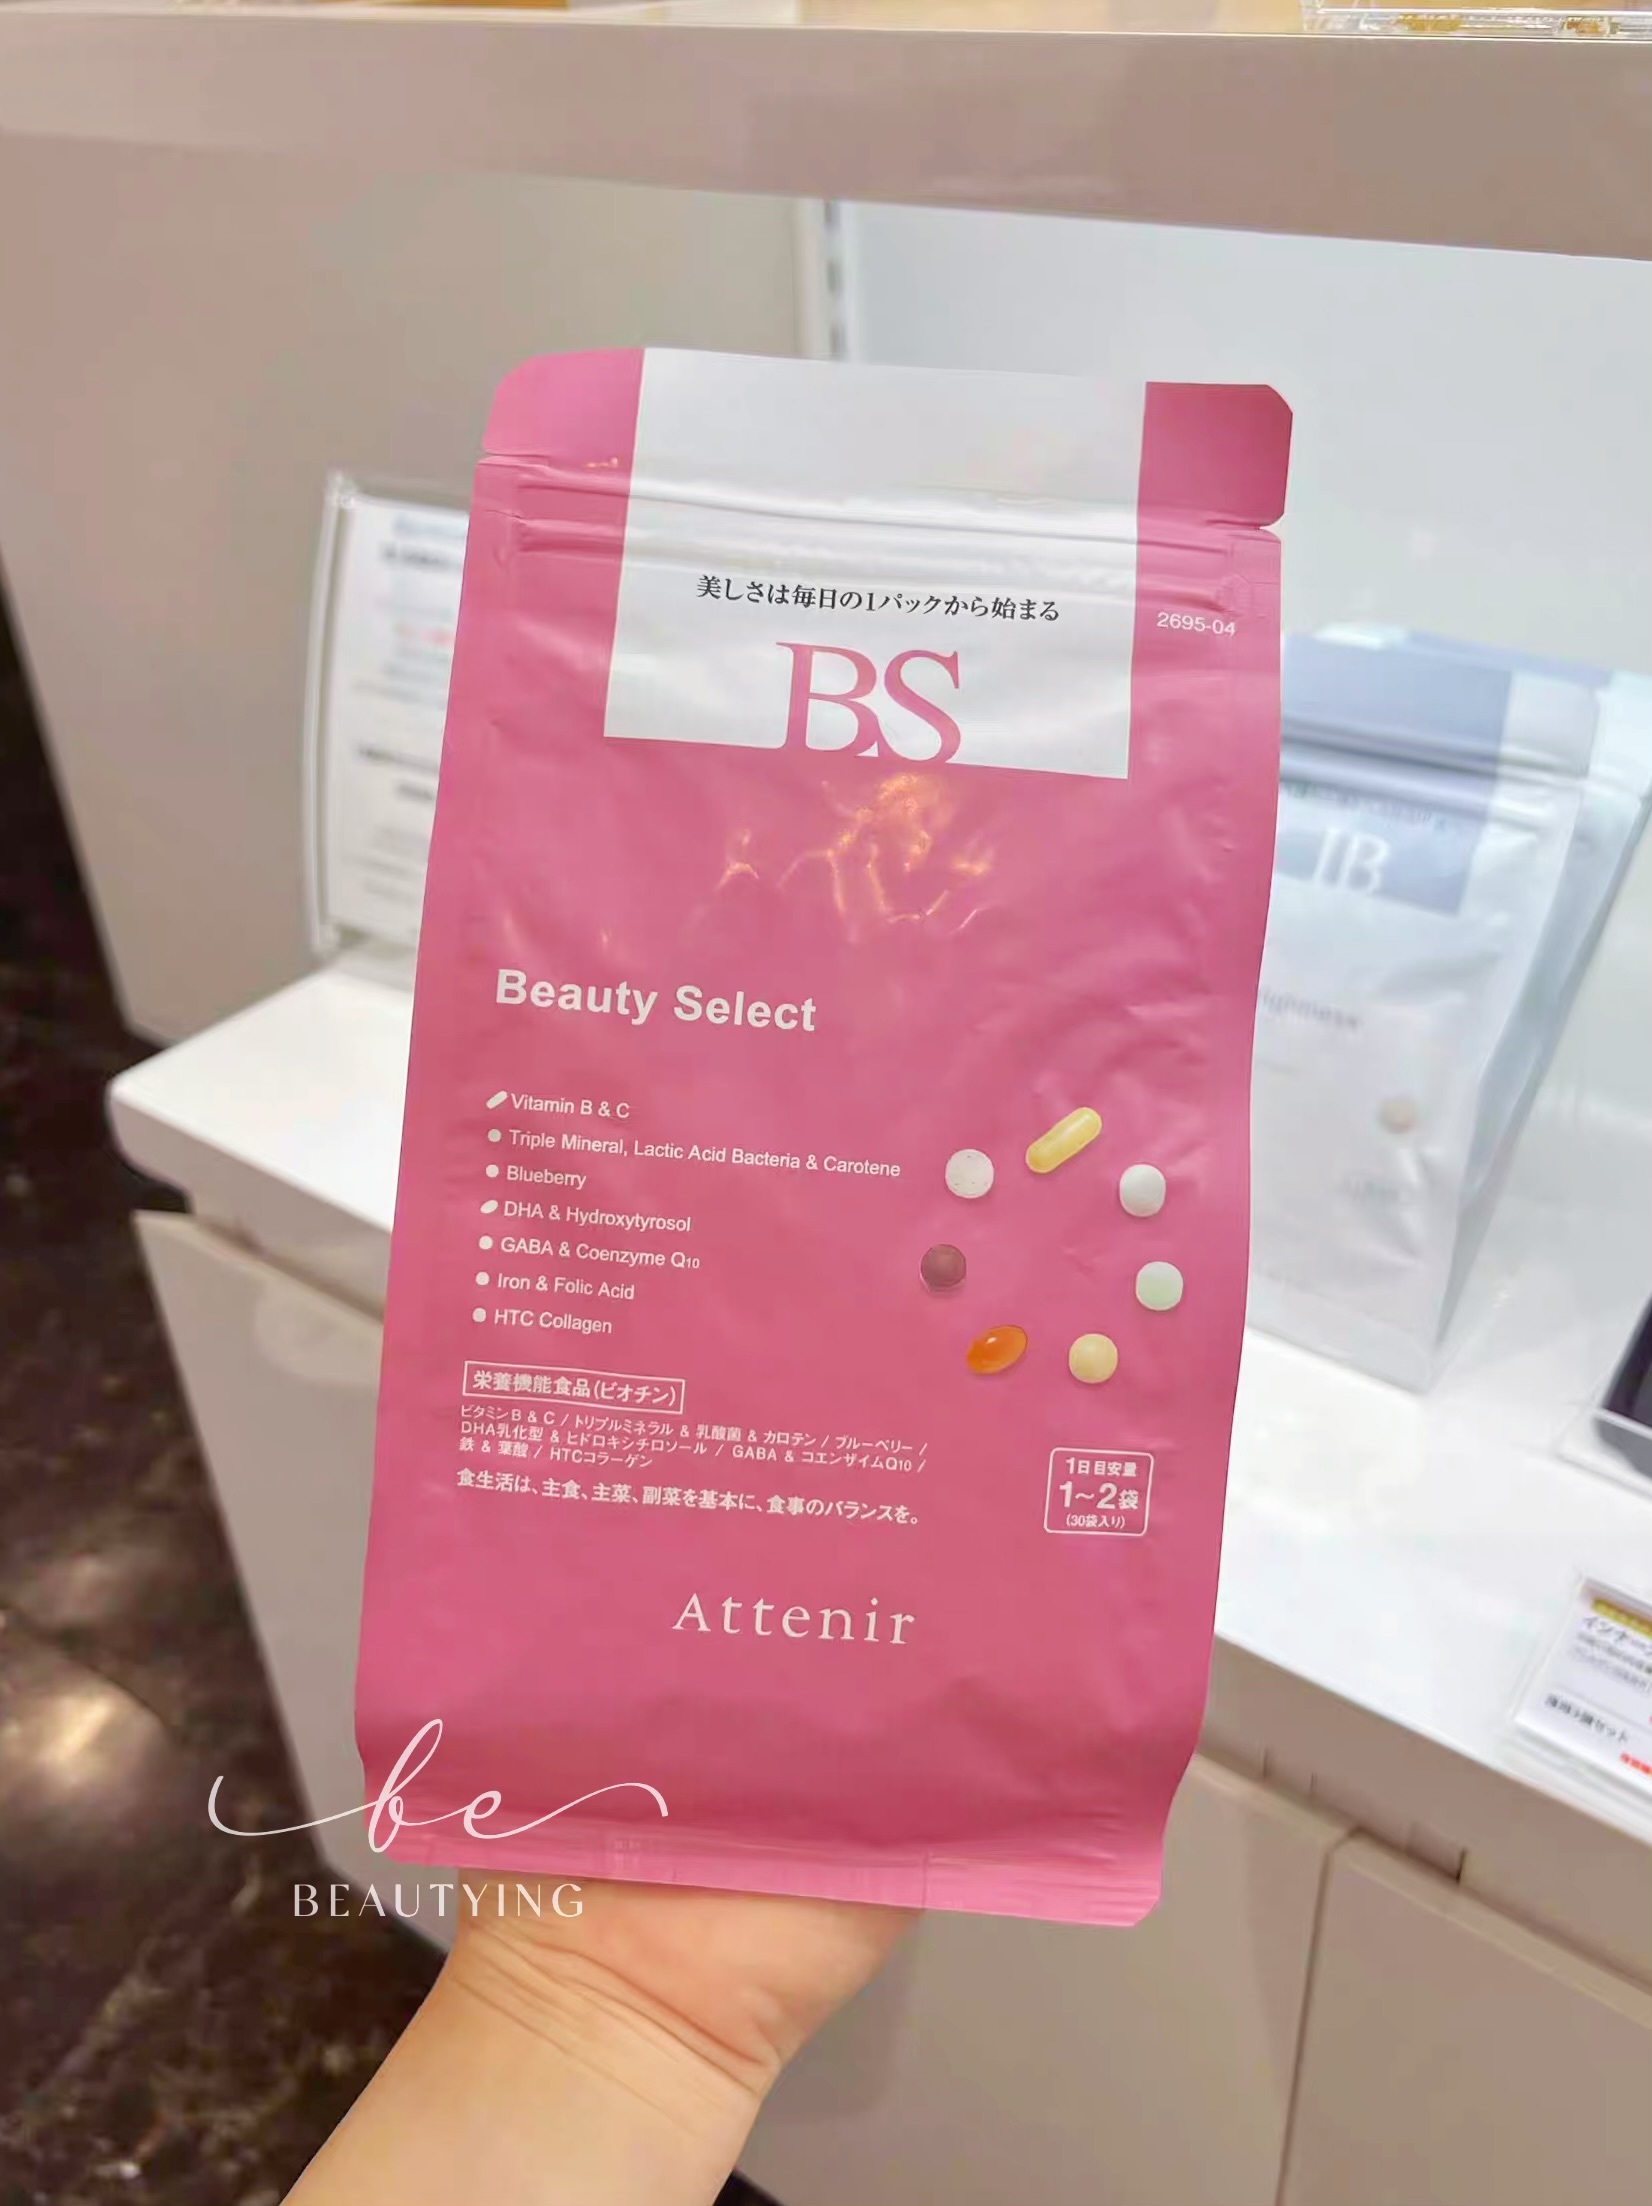 美しさは毎日の1パックから始まる
2695-04
BS
IB
Beauty Select
Vitamin B & C
Triple Mineral, Lactic Acid Bacteria & Carotene
Blueberry
DHA & Hydroxytyrosol
GABA & Coenzyme Q10
Iron & Folic Acid
HTC Collagen
栄養機能食品(ビオチン)
ビタミンB & C / トリプルミネラル & 乳酸菌 & カロテン / ブルーベリー /
DHA乳化型 & ヒドロキシチロソール / GABA & コエンザイムQ10 /
鉄 & 葉酸 / HTCコラーゲン
食生活は、主食、主菜、副菜を基本に、食事のバランスを。
1日目安量
1~2袋
(30袋入り)
Attenir
be
BEAUTYING